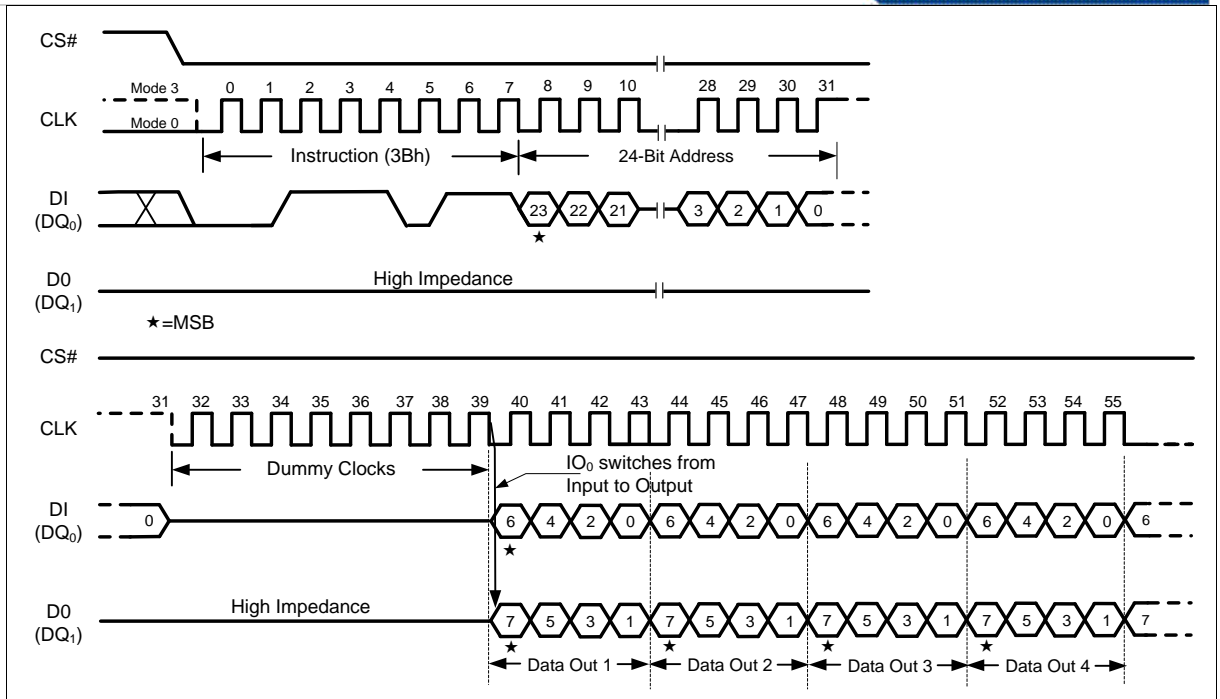 CS#
Mode 3 0 1 2 3 4 5 6 7 8 9 10 28 29 30 31
CLK
Mode 0
Instruction (3Bh) 24-Bit Address
DI
(DQ0)
23 22 21 3 2 1 0
★
D0
(DQ1)
High Impedance
★=MSB
CS#
31 32 33 34 35 36 37 38 39 40 41 42 43 44 45 46 47 48 49 50 51 52 53 54 55
CLK
Dummy Clocks
IO0 switches from
Input to Output
DI
(DQ0)
0 6 4 2 0 6 4 2 0 6 4 2 0 6 4 2 0 6
★
D0
(DQ1)
High Impedance
7 5 3 1 7 5 3 1 7 5 3 1 7 5 3 1 7
★ ★ ★ ★
Data Out 1 Data Out 2 Data Out 3 Data Out 4